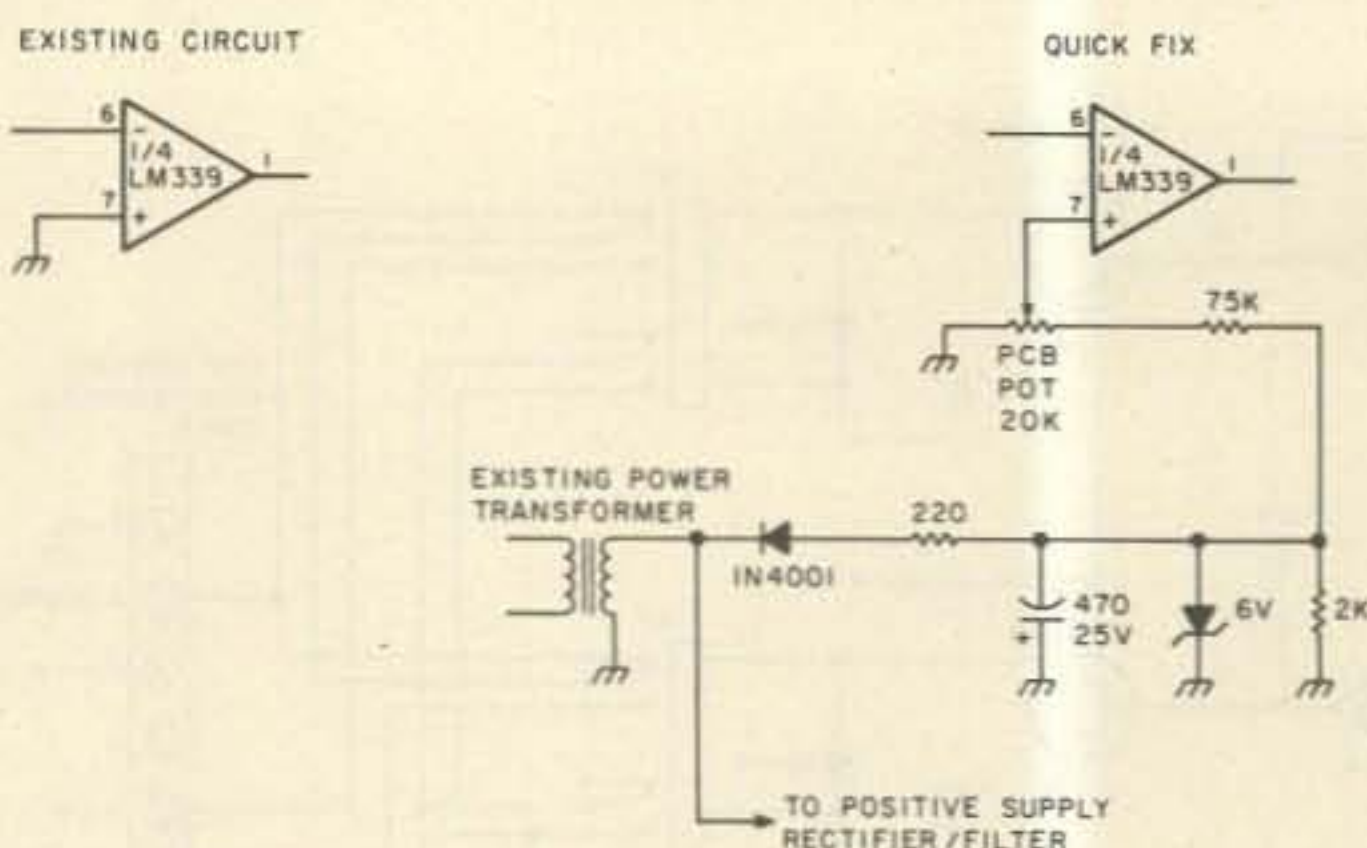 EXISTING CIRCUIT
6
-
1/4
LM339
1
7
+
QUICK FIX
6
-
1/4
LM339
1
7
+
75K
PCB
POT
20K
EXISTING POWER
TRANSFORMER
220
1N4001
470
25V
+
6V
2K
TO POSITIVE SUPPLY
RECTIFIER/FILTER